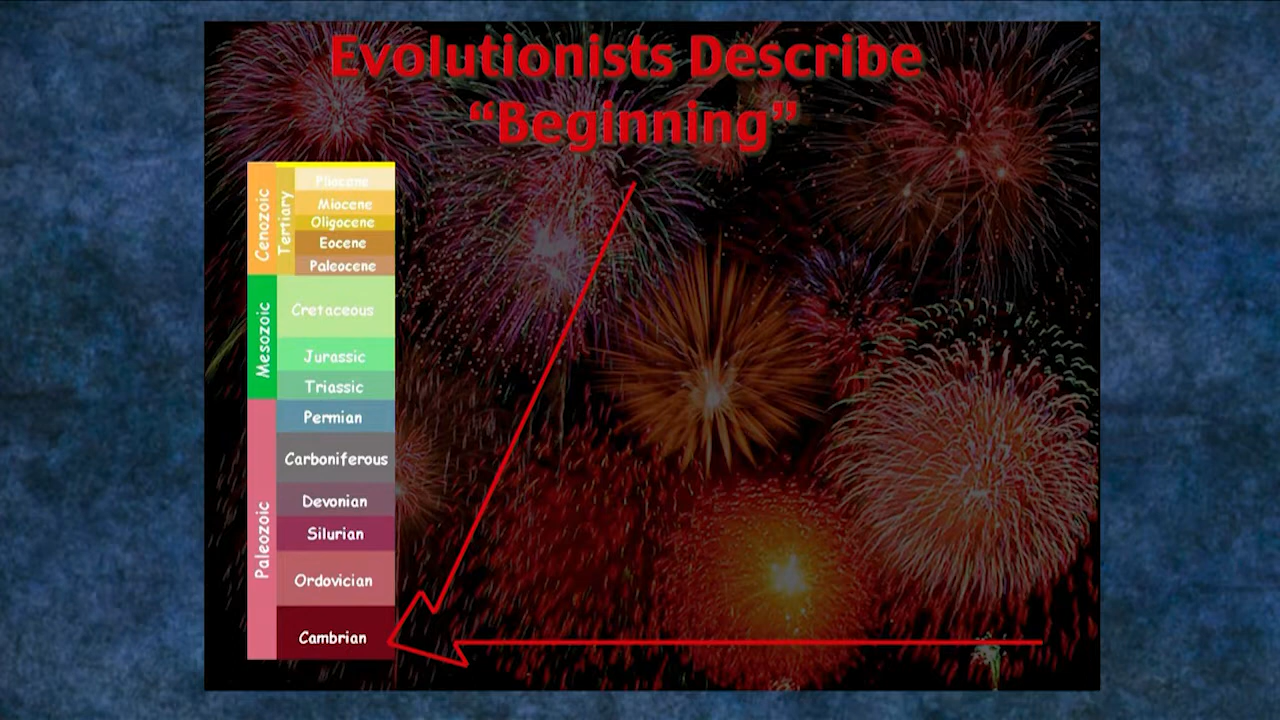 Evolutionists Describe
“Beginning”
Cenozoic
Tertiary
Pliocene
Miocene
Oligocene
Eocene
Paleocene
Mesozoic
Cretaceous
Jurassic
Triassic
Paleozoic
Permian
Carboniferous
Devonian
Silurian
Ordovician
Cambrian